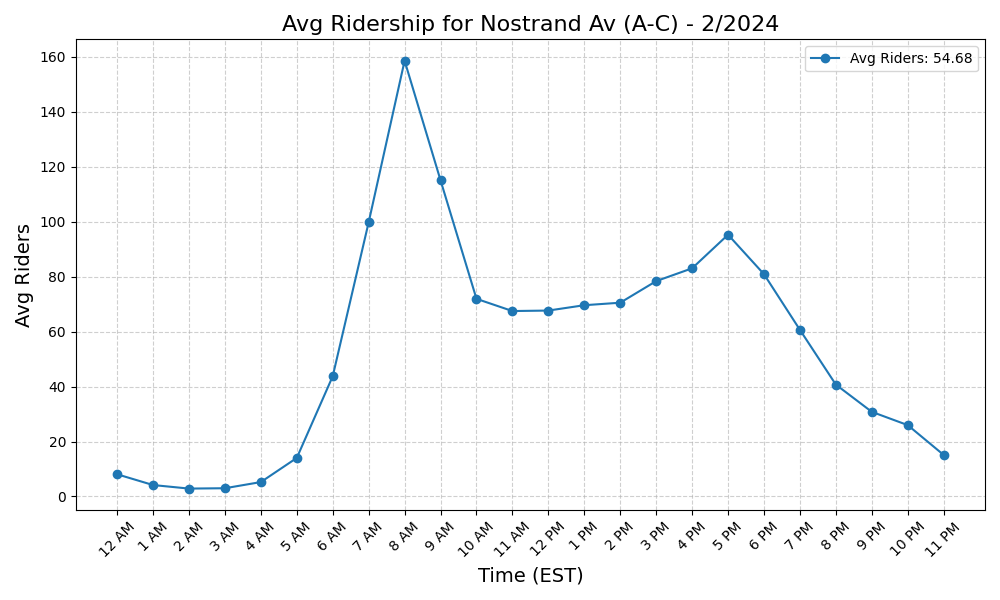 Avg Ridership for Nostrand Av (A-C) - 2/2024
Avg Riders: 54.68
Avg Riders
160
140
120
100
80
60
40
20
0
12 AM
1 AM
2 AM
3 AM
4 AM
5 AM
6 AM
7 AM
8 AM
9 AM
10 AM
11 AM
12 PM
1 PM
2 PM
3 PM
4 PM
5 PM
6 PM
7 PM
8 PM
9 PM
10 PM
11 PM
Time (EST)